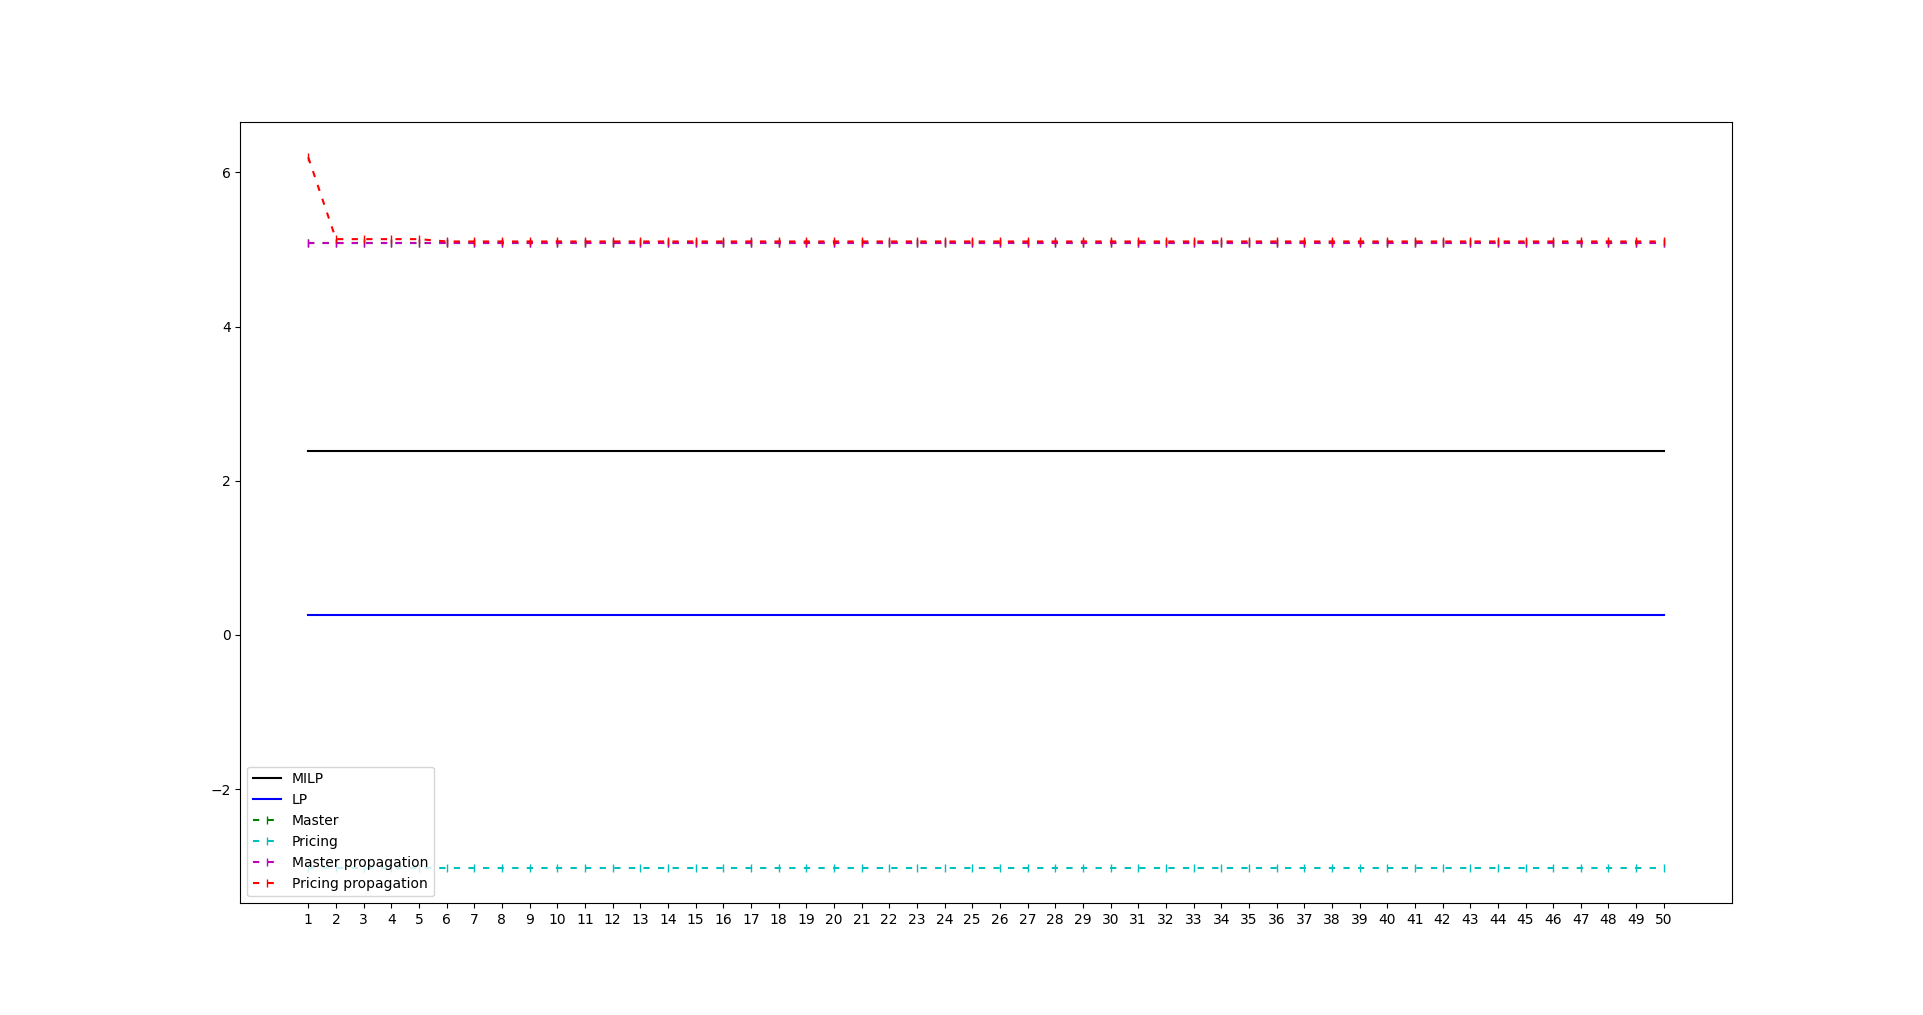 6
4
2
0
−2
MILP
LP
Master
Pricing
Master propagation
Pricing propagation
1 2 3 4 5 6 7 8 9 10 11 12 13 14 15 16 17 18 19 20 21 22 23 24 25 26 27 28 29 30 31 32 33 34 35 36 37 38 39 40 41 42 43 44 45 46 47 48 49 50